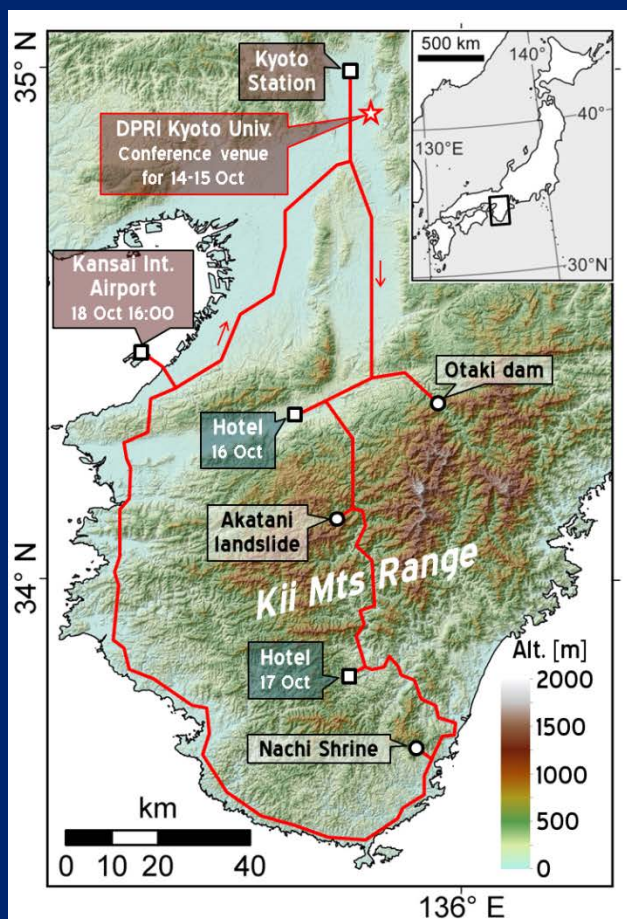 35° N
34° N
136° E
Kyoto
Station
DPRI Kyoto Univ.
Conference venue
for 14-15 Oct
500 km
140°
40°
130°E
30°N
Kansai Int.
Airport
18 Oct 16:00
Otaki dam
Hotel
16 Oct
Akatani
landslide
Kii Mts Range
Hotel
17 Oct
Nachi Shrine
Alt. [m]
2000
1500
1000
500
0
km
0 10 20 40